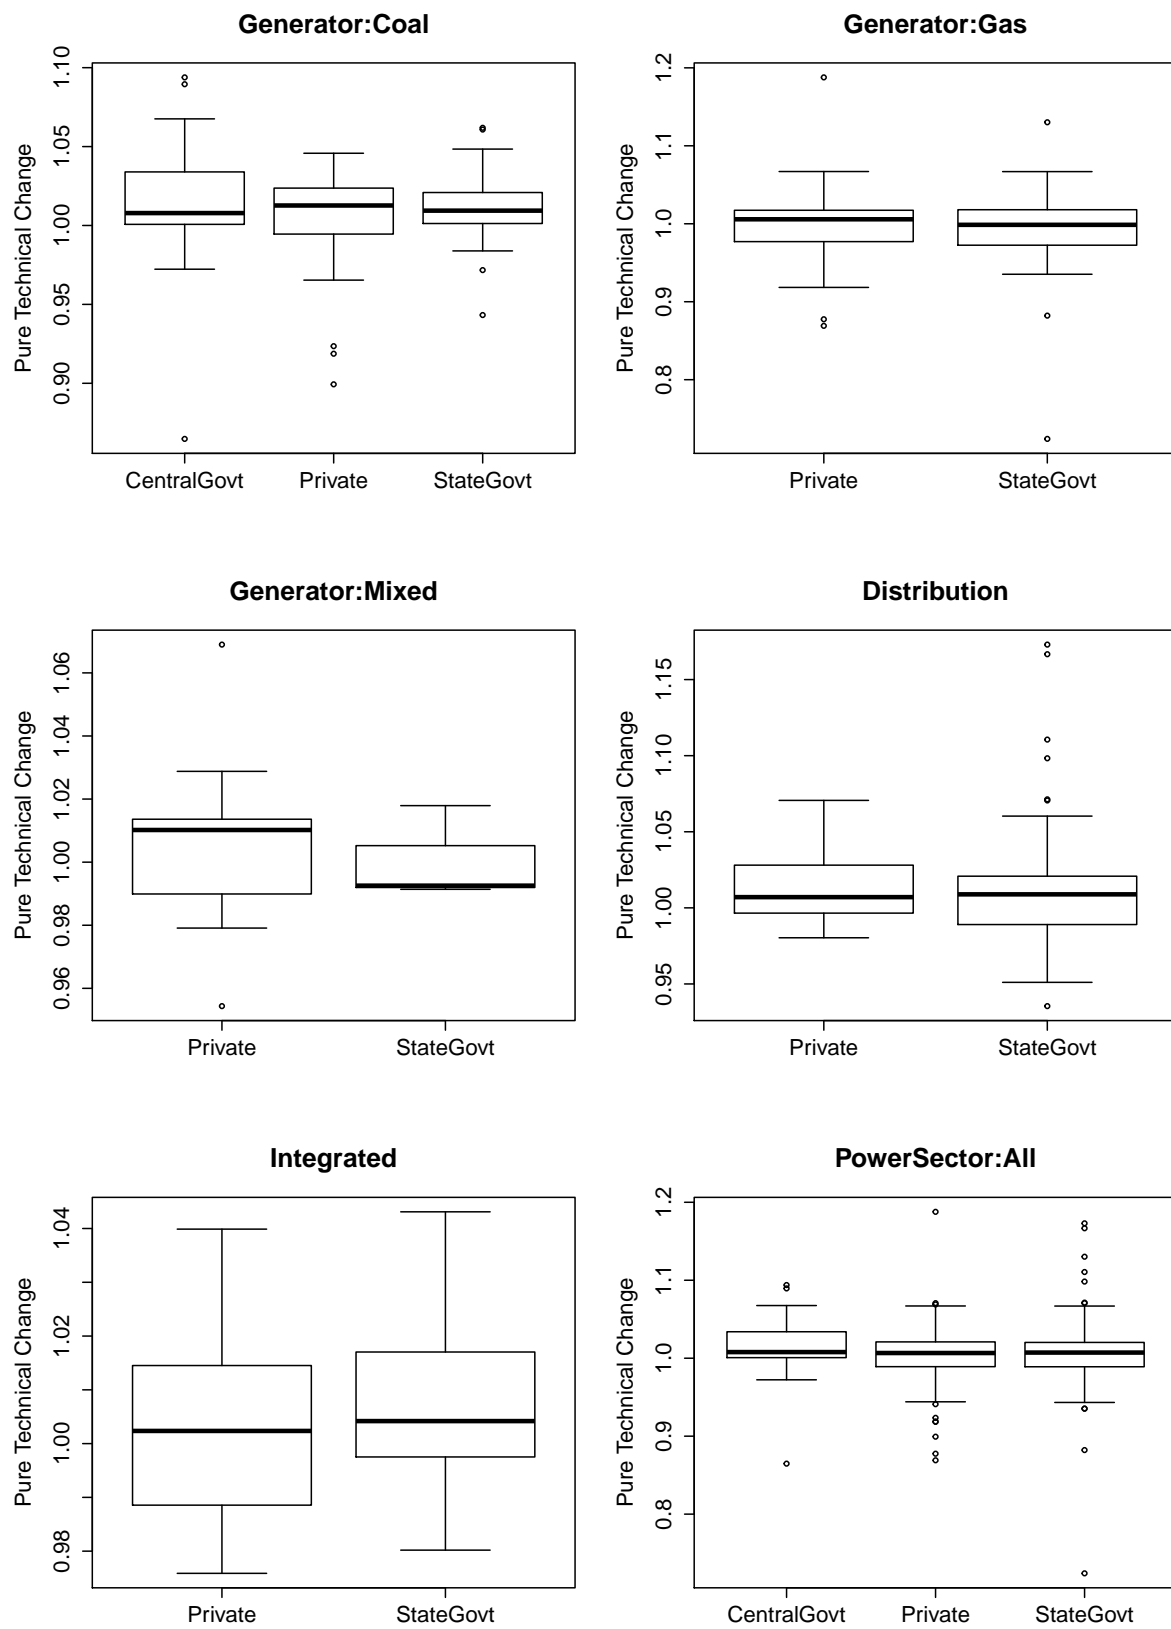 Generator:Coal
Pure Technical Change
1.10
1.05
1.00
0.95
0.90
CentralGovt Private StateGovt
Generator:Gas
Pure Technical Change
1.2
1.1
1.0
0.9
0.8
Private StateGovt
Generator:Mixed
Pure Technical Change
1.06
1.04
1.02
1.00
0.98
0.96
Private StateGovt
Distribution
Pure Technical Change
1.15
1.10
1.05
1.00
0.95
Private StateGovt
Integrated
Pure Technical Change
1.04
1.02
1.00
0.98
Private StateGovt
PowerSector:All
Pure Technical Change
1.2
1.1
1.0
0.9
0.8
CentralGovt Private StateGovt